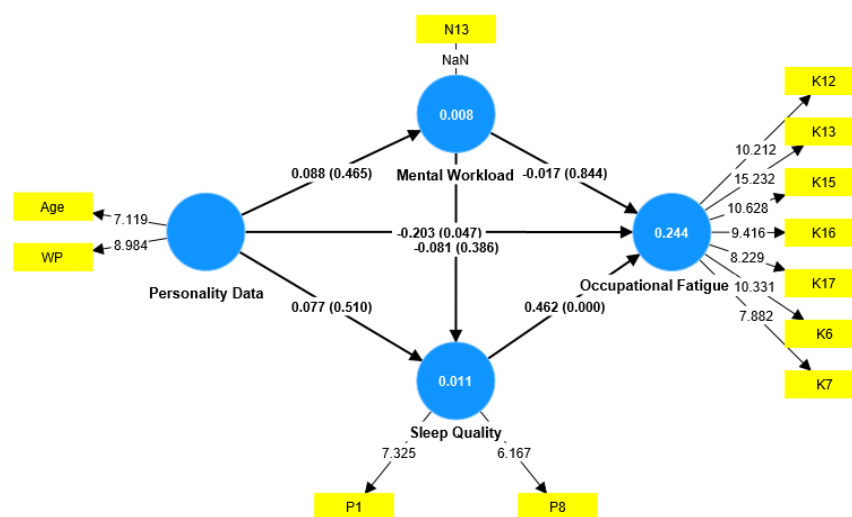 N13
NaN
0.008
Mental Workload
K12
K13
K15
K16
K17
K6
K7
10.212
15.232
10.628
9.416
8.229
10.331
7.882
0.088 (0.465)
-0.017 (0.844)
Age
WP
7.119
8.984
Personality Data
-0.203 (0.047)
-0.081 (0.386)
0.244
Occupational Fatigue
0.077 (0.510)
0.462 (0.000)
0.011
Sleep Quality
7.325
6.167
P1
P8